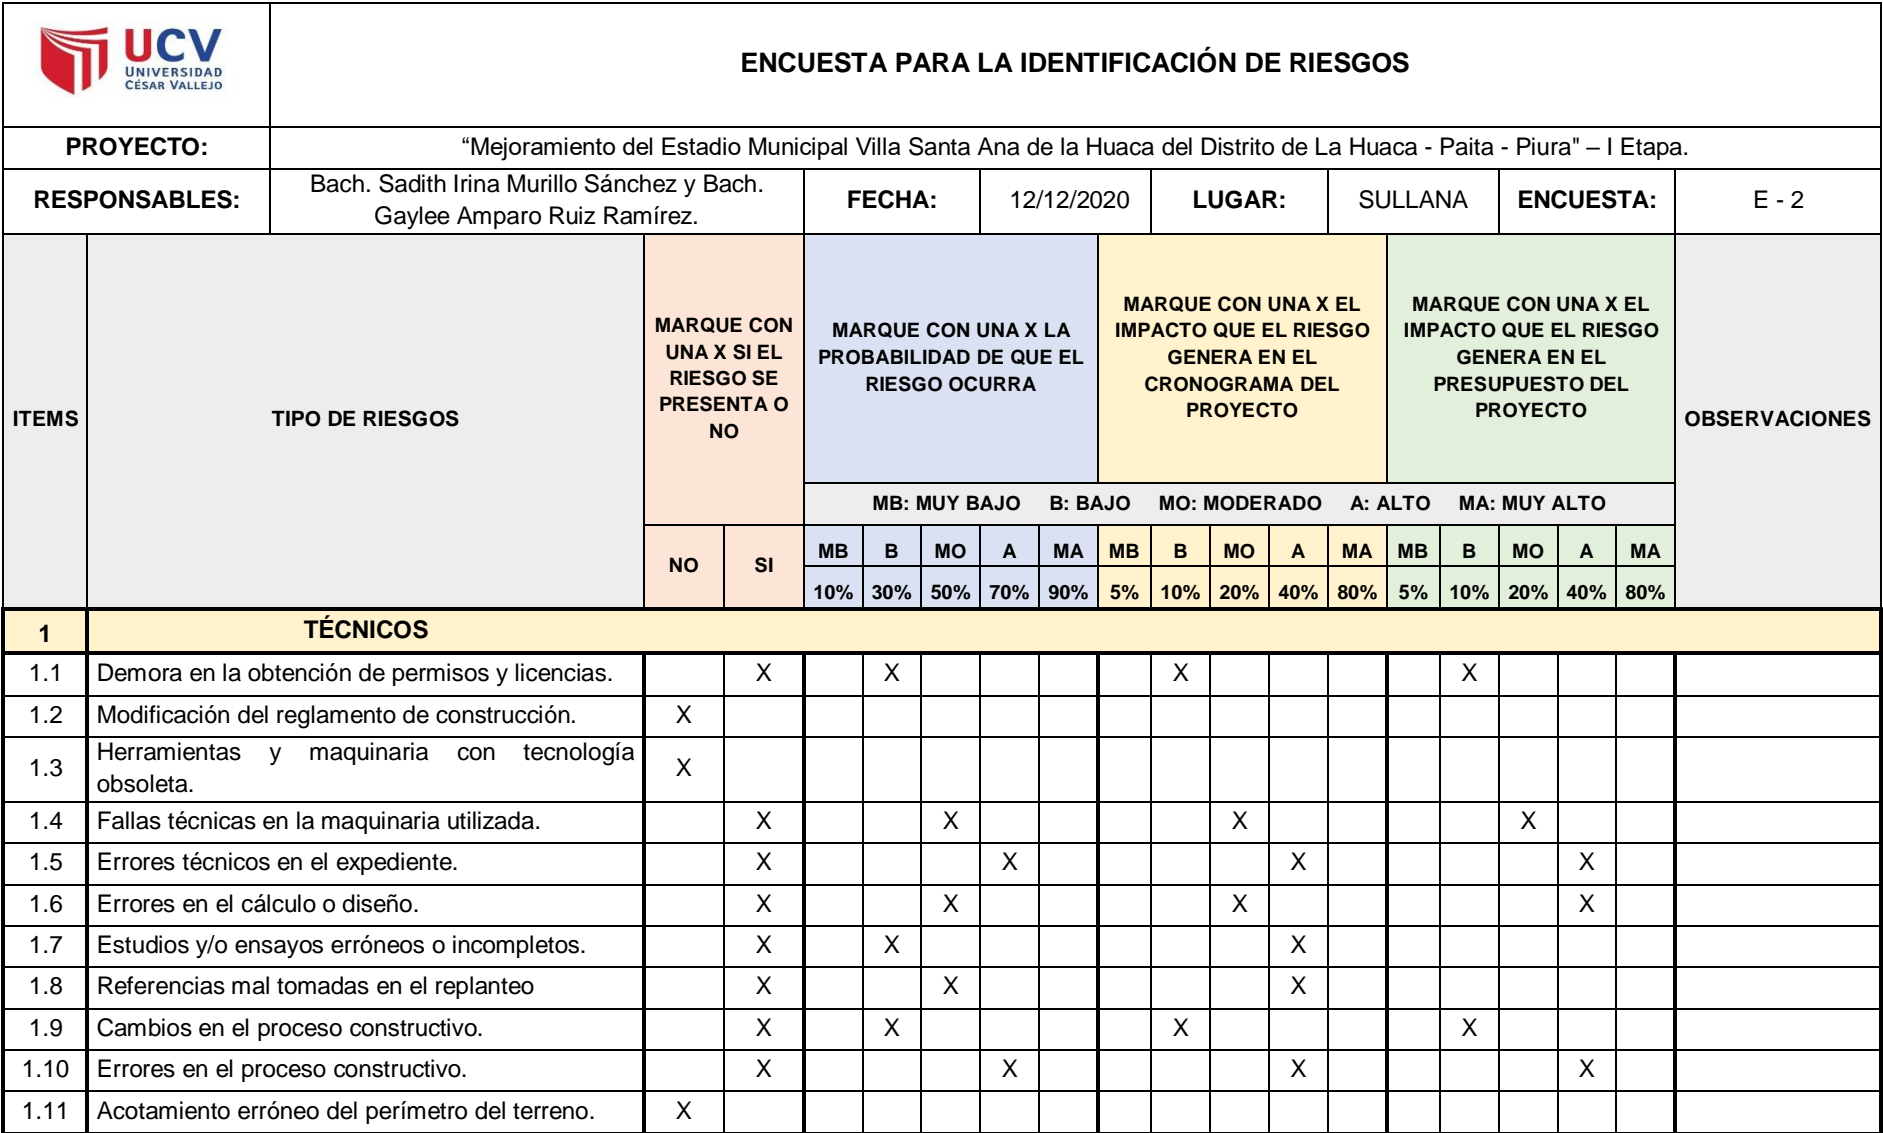 UCV
UNIVERSIDAD
CÉSAR VALLEJO
ENCUESTA PARA LA IDENTIFICACIÓN DE RIESGOS
PROYECTO:
“Mejoramiento del Estadio Municipal Villa Santa Ana de la Huaca del Distrito de La Huaca - Paita - Piura" – I Etapa.
RESPONSABLES:
Bach. Sadith Irina Murillo Sánchez y Bach.
Gaylee Amparo Ruiz Ramírez.
FECHA:
12/12/2020
LUGAR:
SULLANA
ENCUESTA:
E - 2
ITEMS
TIPO DE RIESGOS
MARQUE CON
UNA X SI EL
RIESGO SE
PRESENTA O
NO
MARQUE CON UNA X LA
PROBABILIDAD DE QUE EL
RIESGO OCURRA
MARQUE CON UNA X EL
IMPACTO QUE EL RIESGO
GENERA EN EL
CRONOGRAMA DEL
PROYECTO
MARQUE CON UNA X EL
IMPACTO QUE EL RIESGO
GENERA EN EL
PRESUPUESTO DEL
PROYECTO
OBSERVACIONES
MB: MUY BAJO B: BAJO MO: MODERADO A: ALTO MA: MUY ALTO
NO SI
MB B MO A MA MB B MO A MA MB B MO A MA
10% 30% 50% 70% 90% 5% 10% 20% 40% 80% 5% 10% 20% 40% 80%
1 TÉCNICOS
1.1 Demora en la obtención de permisos y licencias. X X X X
1.2 Modificación del reglamento de construcción. X
1.3 Herramientas y maquinaria con tecnología
obsoleta. X
1.4 Fallas técnicas en la maquinaria utilizada. X X X X
1.5 Errores técnicos en el expediente. X X X X
1.6 Errores en el cálculo o diseño. X X X X
1.7 Estudios y/o ensayos erróneos o incompletos. X X X
1.8 Referencias mal tomadas en el replanteo X X X
1.9 Cambios en el proceso constructivo. X X X X
1.10 Errores en el proceso constructivo. X X X X
1.11 Acotamiento erróneo del perímetro del terreno. X